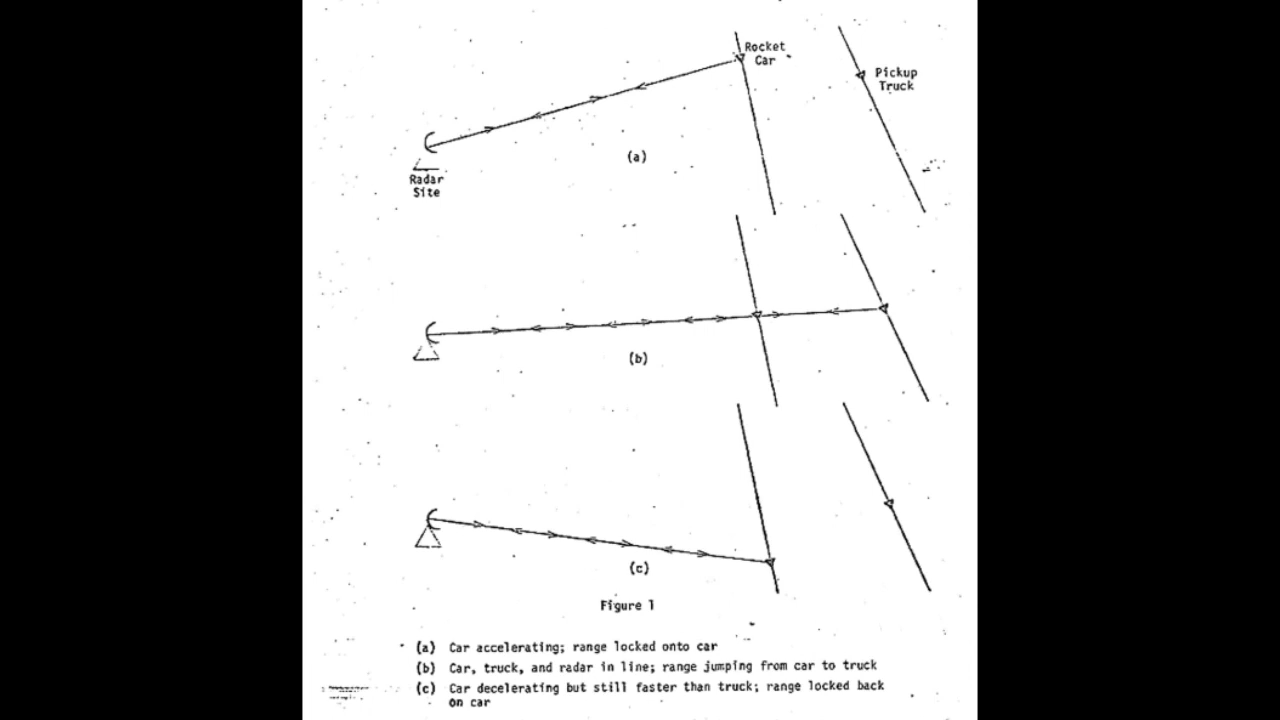 Rocket
Car
Pickup
Truck
(a)
Radar
Site
(b)
(c)
Figure 1
(a) Car accelerating; range locked onto car
(b) Car, truck, and radar in line; range jumping from car to truck
(c) Car decelerating but still faster than truck; range locked back
on car